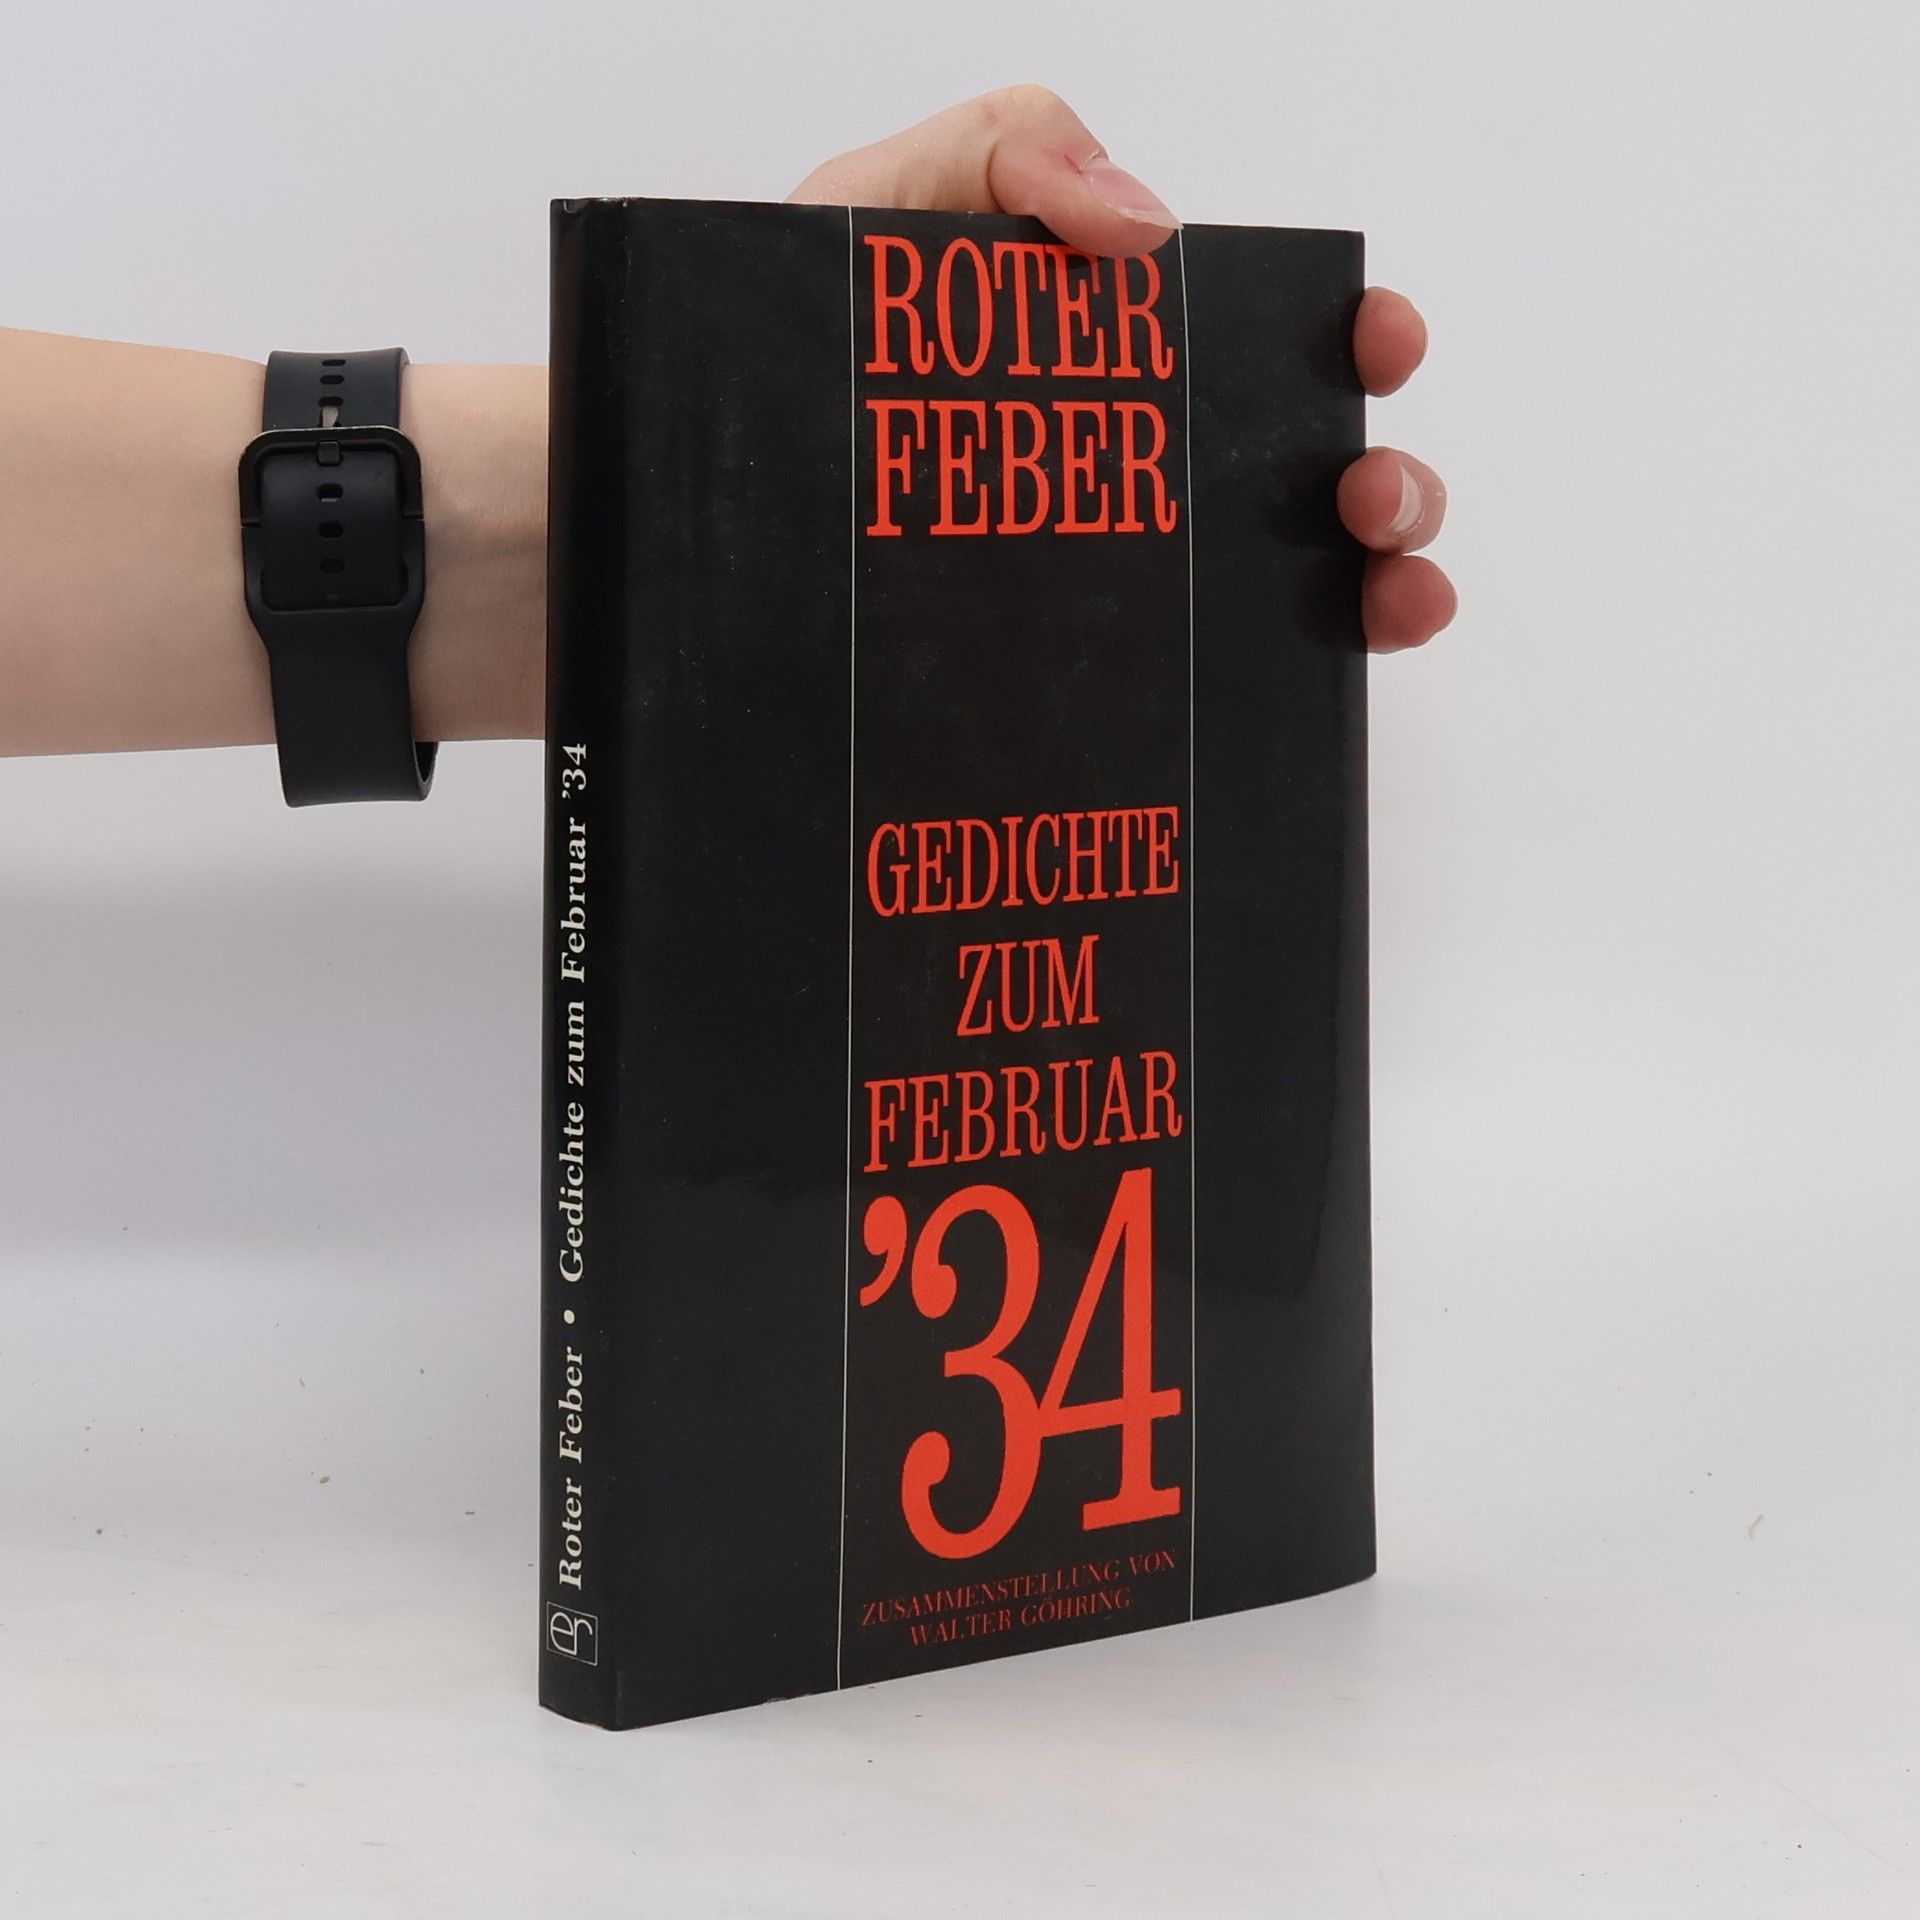 ROTER
FEBER
GEDICHTE
ZUM
FEBRUAR
’34
ZUSAMMENSTELLUNG VON
WALTER GÖHRING
Roter Feber • Gedichte zum Februar ’34